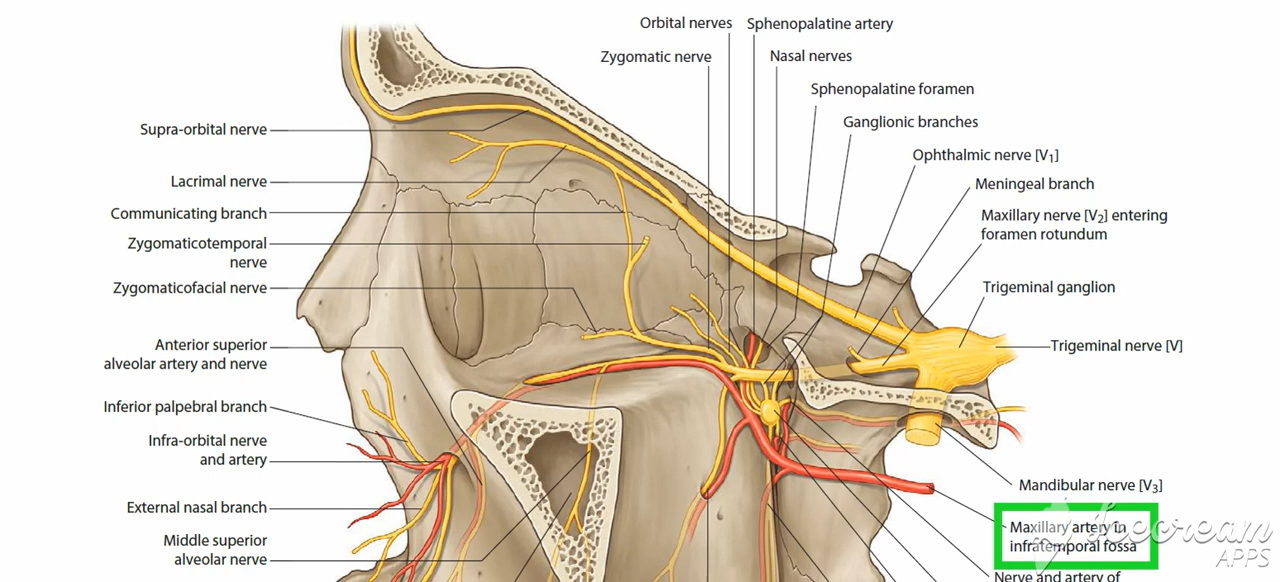 Orbital nerves
Sphenopalatine artery
Zygomatic nerve
Nasal nerves
Sphenopalatine foramen
Ganglionic branches
Supra-orbital nerve
Ophthalmic nerve [V₁]
Lacrimal nerve
Meningeal branch
Communicating branch
Maxillary nerve [V₂] entering
foramen rotundum
Zygomaticotemporal
nerve
Zygomaticofacial nerve
Trigeminal ganglion
Anterior superior
alveolar artery and nerve
Trigeminal nerve [V]
Inferior palpebral branch
Infra-orbital nerve
and artery
Mandibular nerve [V₃]
External nasal branch
Maxillary artery in
infratemporal fossa
Icecream
APPS
Middle superior
alveolar nerve
Nerve and artery of